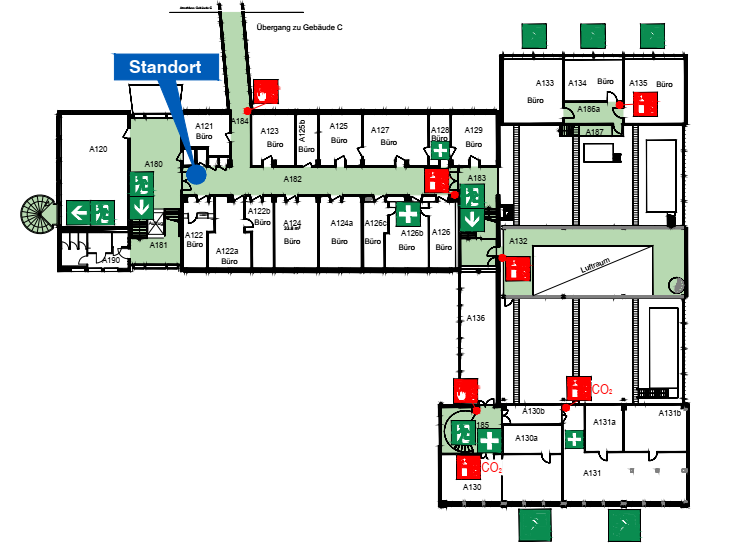 Übergang zu Gebäude C
Standort
A133
A134
Büro
A135
Büro
Büro
A186a
A187
A120
A121
Büro
A184
A123
Büro
A125b
Büro
A125
Büro
A127
Büro
A128
Büro
A129
Büro
A180
A182
A183
A181
A190
A122
Büro
A122a
Büro
A122b
Büro
A124
Büro
A124a
Büro
A126c
Büro
A126b
Büro
A126
Büro
A132
Luftraum
A136
CO2
185
A130b
A130a
A131a
A131b
CO2
A130
A131